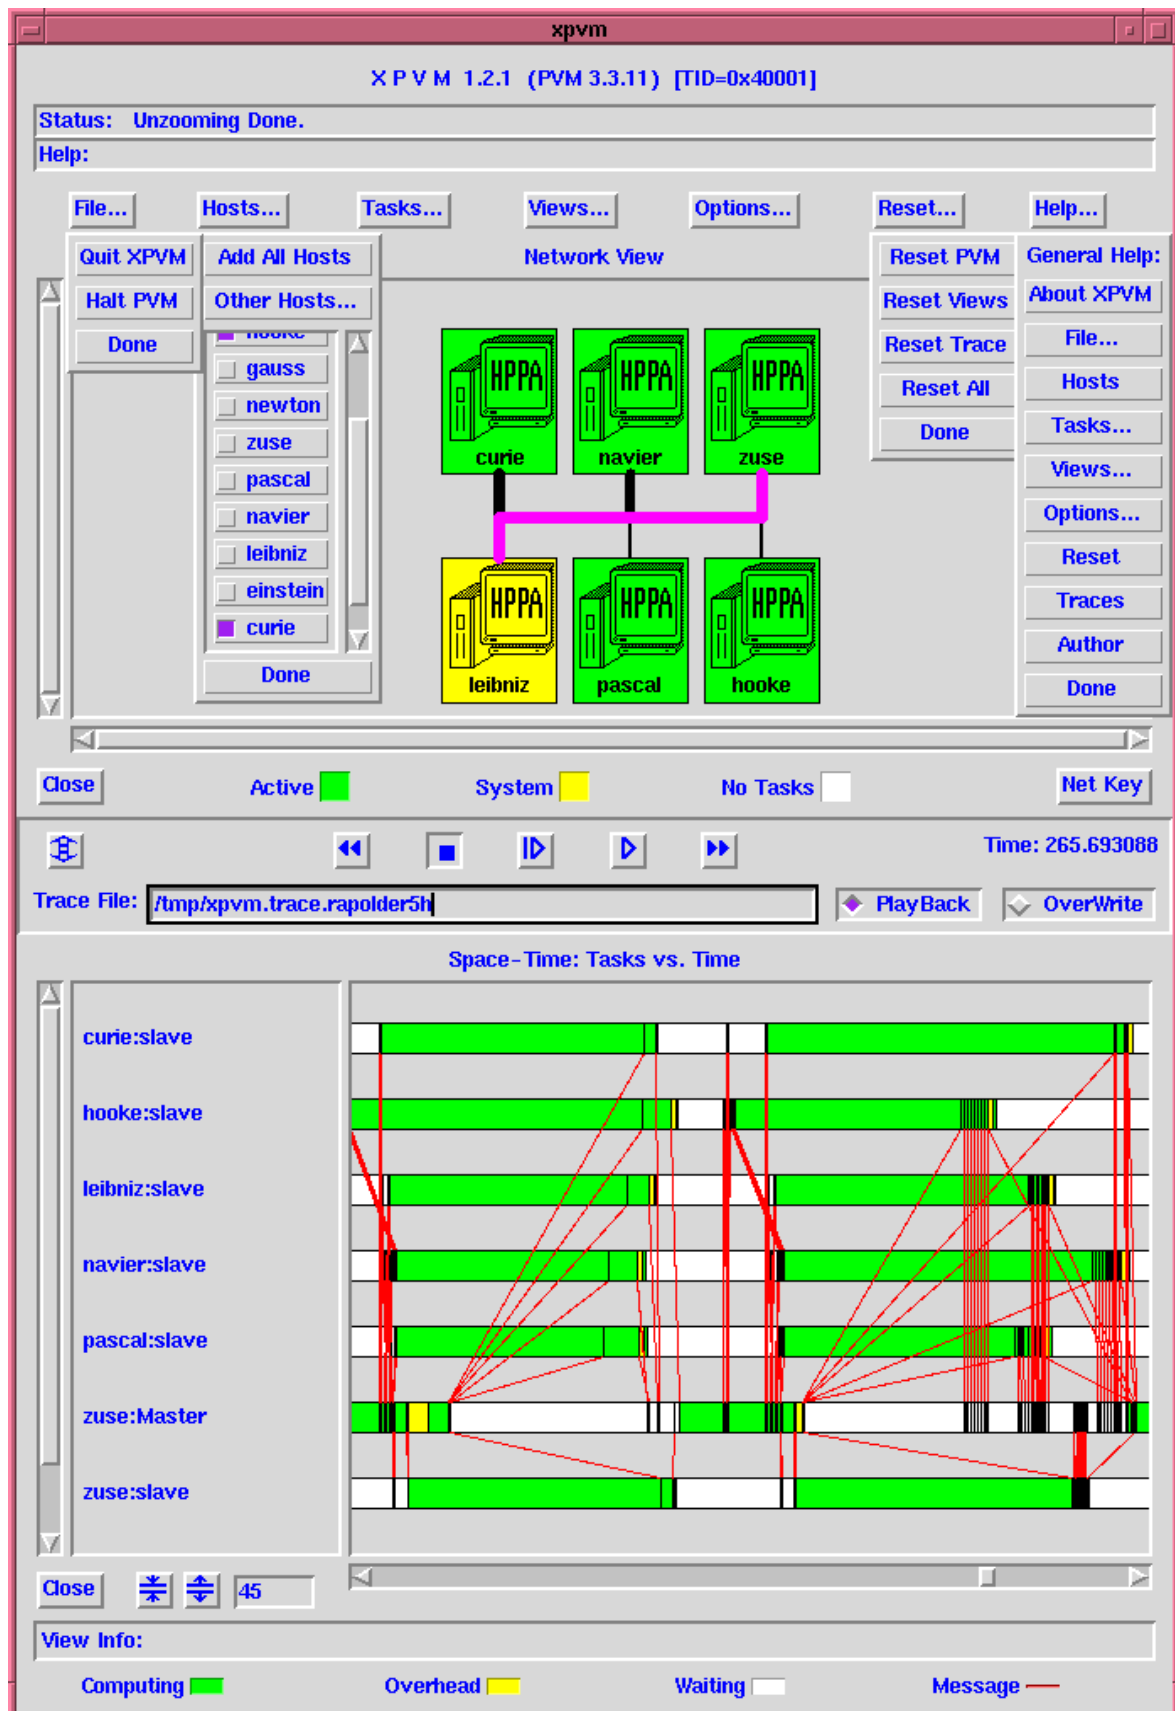 xpvm
X P V M 1.2.1 (PVM 3.3.11) [TID=0x40001]
Status: Unzooming Done.
Help:
File... Hosts... Tasks... Views... Options... Reset... Help...
Quit XPVM Add All Hosts Network View Reset PVM General Help:
Halt PVM Other Hosts... Reset Views About XPVM
Done hooke Reset Trace File...
gauss HPPA HPPA HPPA Reset All Hosts
newton Done Tasks...
zuse curie navier zuse Views...
pascal
navier Options...
leibniz Reset
einstein HPPA HPPA HPPA Traces
curie Author
Done leibniz pascal hooke Done
Close Active System No Tasks Net Key
Time: 265.693088
Trace File: /tmp/xpvm.trace.rapolder5h PlayBack OverWrite
Space-Time: Tasks vs. Time
curie:slave
hooke:slave
leibniz:slave
navier:slave
pascal:slave
zuse:Master
zuse:slave
Close 45
View Info:
Computing Overhead Waiting Message